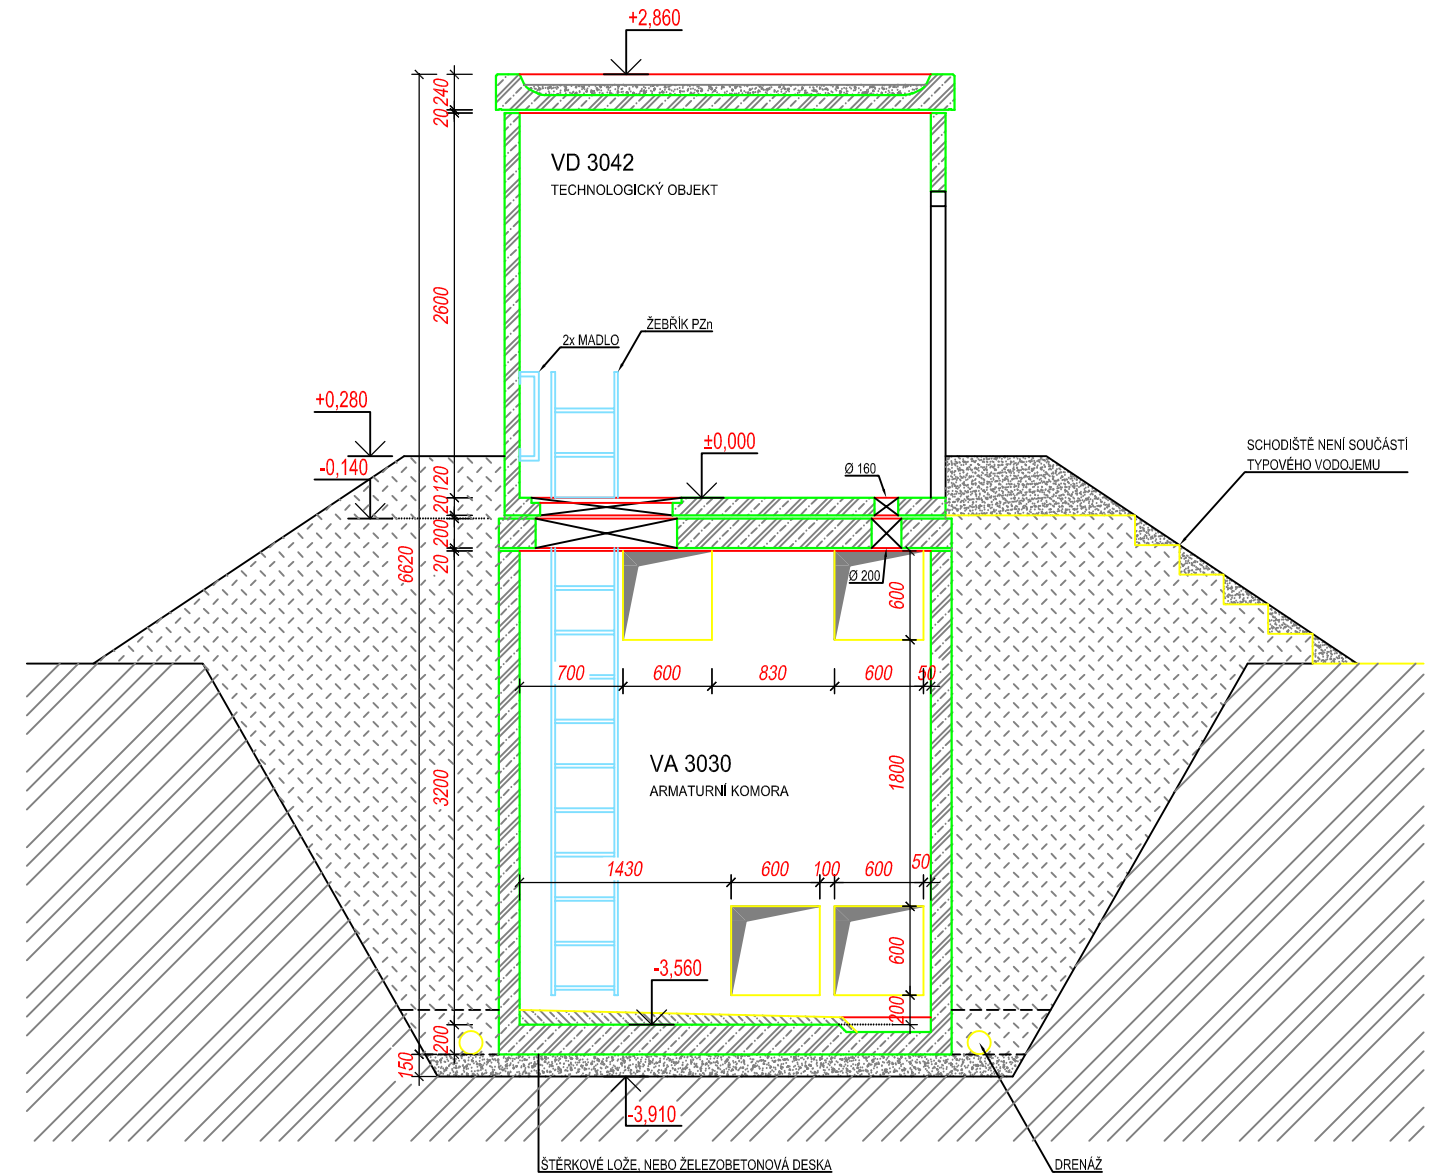 +2,860
240
20
VD 3042
TECHNOLOGICKÝ OBJEKT
2600
ŽEBŘÍK PZn
2x MADLO
+0,280
±0,000
SCHODIŠTĚ NENÍ SOUČÁSTÍ
TYPOVÉHO VODOJEMU
-0,140
Ø 160
120
20
200
20
6620
Ø 200
600
700
600
830
600
50
VA 3030
ARMATURNÍ KOMORA
3200
1800
1430
600
100
600
50
600
-3,560
200
200
150
-3,910
ŠTĚRKOVÉ LOŽE, NEBO ŽELEZOBETONOVÁ DESKA
DRENÁŽ